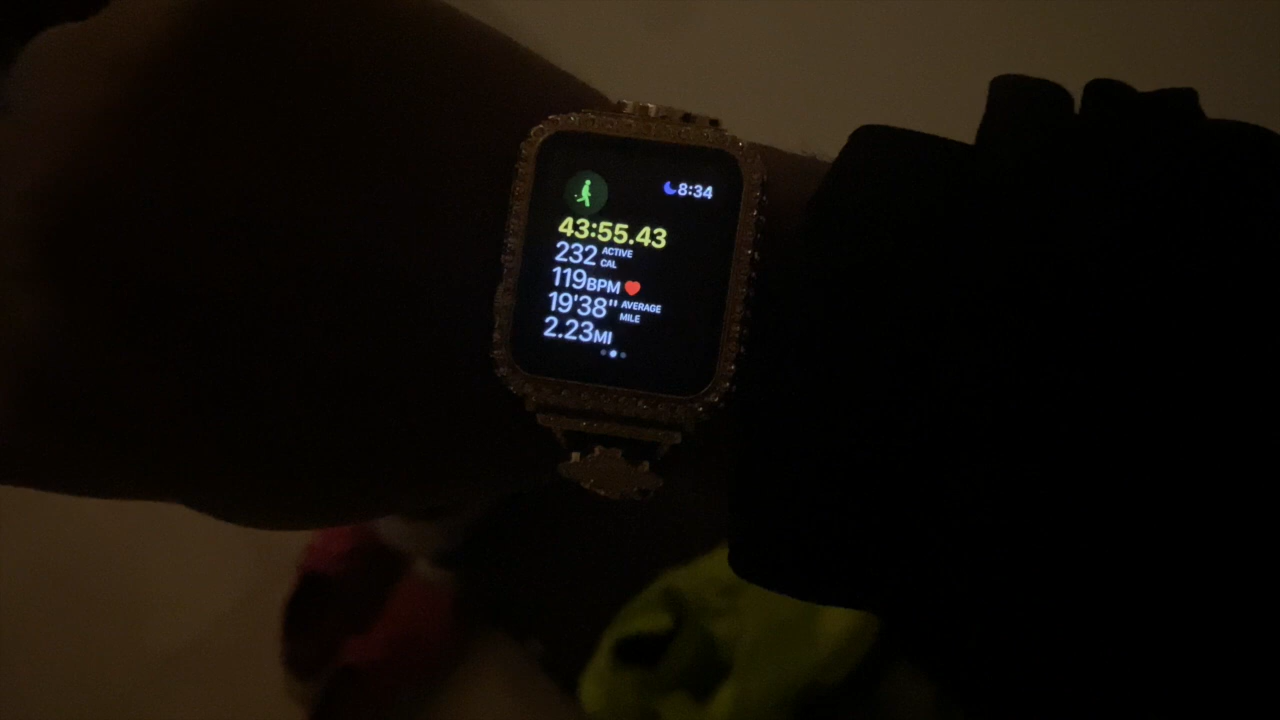 8:34
43:55.43
232 ACTIVE CAL
119BPM
19'38" AVERAGE MILE
2.23MI